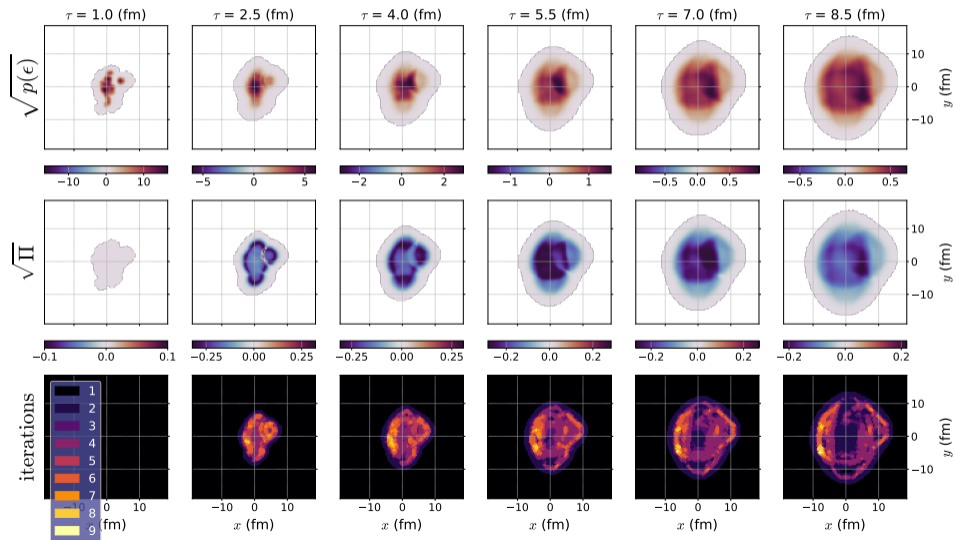 τ = 1.0 (fm) τ = 2.5 (fm) τ = 4.0 (fm) τ = 5.5 (fm) τ = 7.0 (fm) τ = 8.5 (fm)
√p(ϵ)
10
0
−10
y (fm)
−10 0 10 −5 0 5 −2 0 2 −1 0 1 −0.5 0.0 0.5 −0.5 0.0 0.5
√Π
10
0
−10
y (fm)
−0.1 0.0 0.1 −0.25 0.00 0.25 −0.25 0.00 0.25 −0.2 0.0 0.2 −0.2 0.0 0.2 −0.2 0.0 0.2
iterations
1
2
3
4
5
6
7
8
9
10
0
−10
y (fm)
−10 0 10 0 10 0 10 0 10 0 10 0 10
x (fm) x (fm) x (fm) x (fm) x (fm) x (fm)